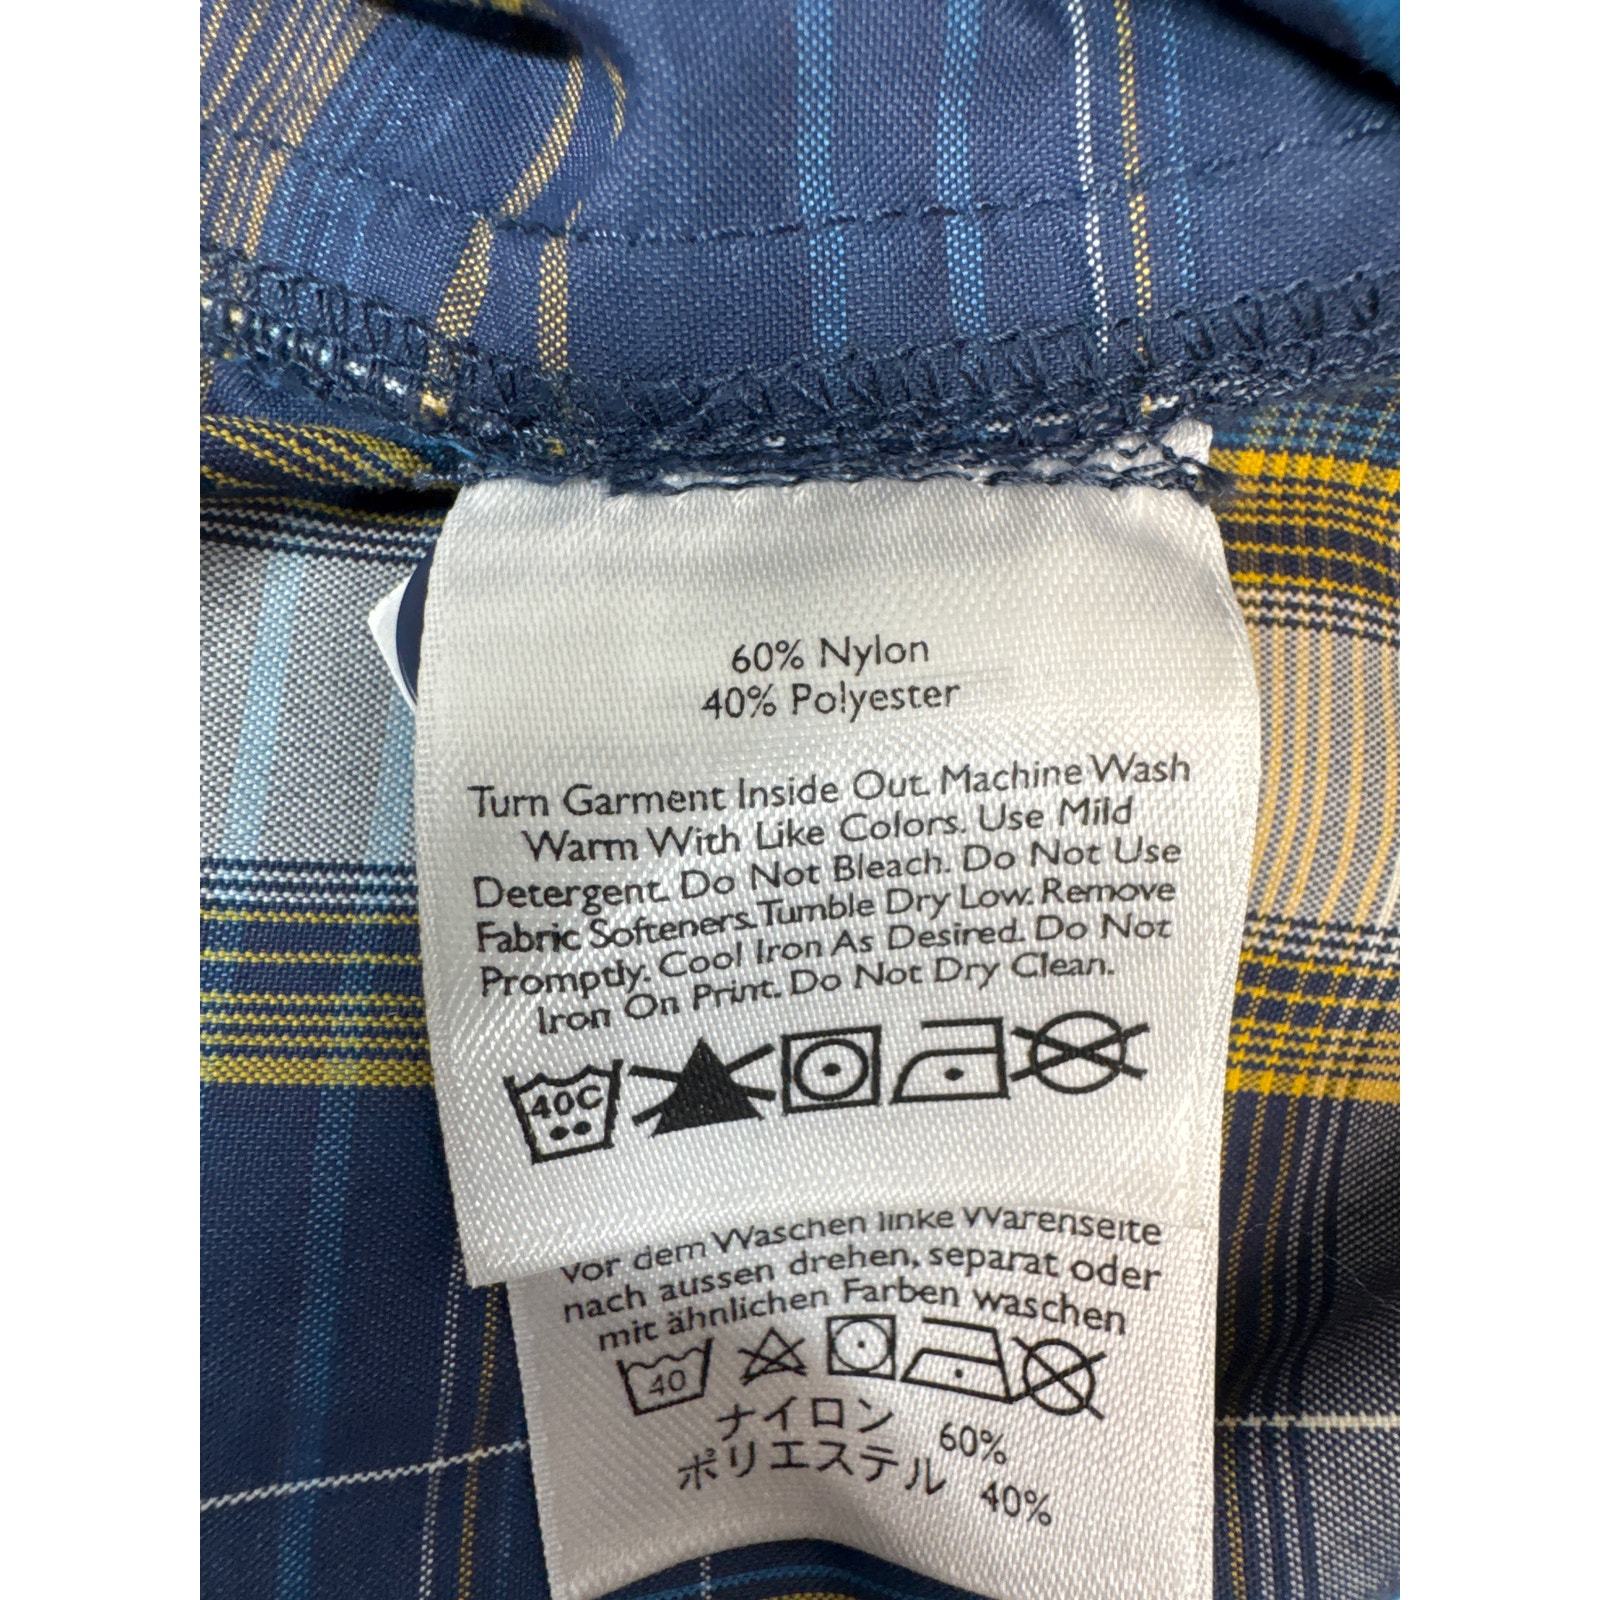 60% Nylon
40% Polyester
Turn Garment Inside Out. Machine Wash
Warm With Like Colors. Use Mild
Detergent. Do Not Bleach. Do Not Use
Fabric Softeners. Tumble Dry Low. Remove
Promptly. Cool Iron As Desired. Do Not
Iron On Print. Do Not Dry Clean.
40C
Vor dem Waschen linke Warenseite
nach aussen drehen, separat oder
mit ähnlichen Farben waschen
40
ナイロン 60%
ポリエステル 40%